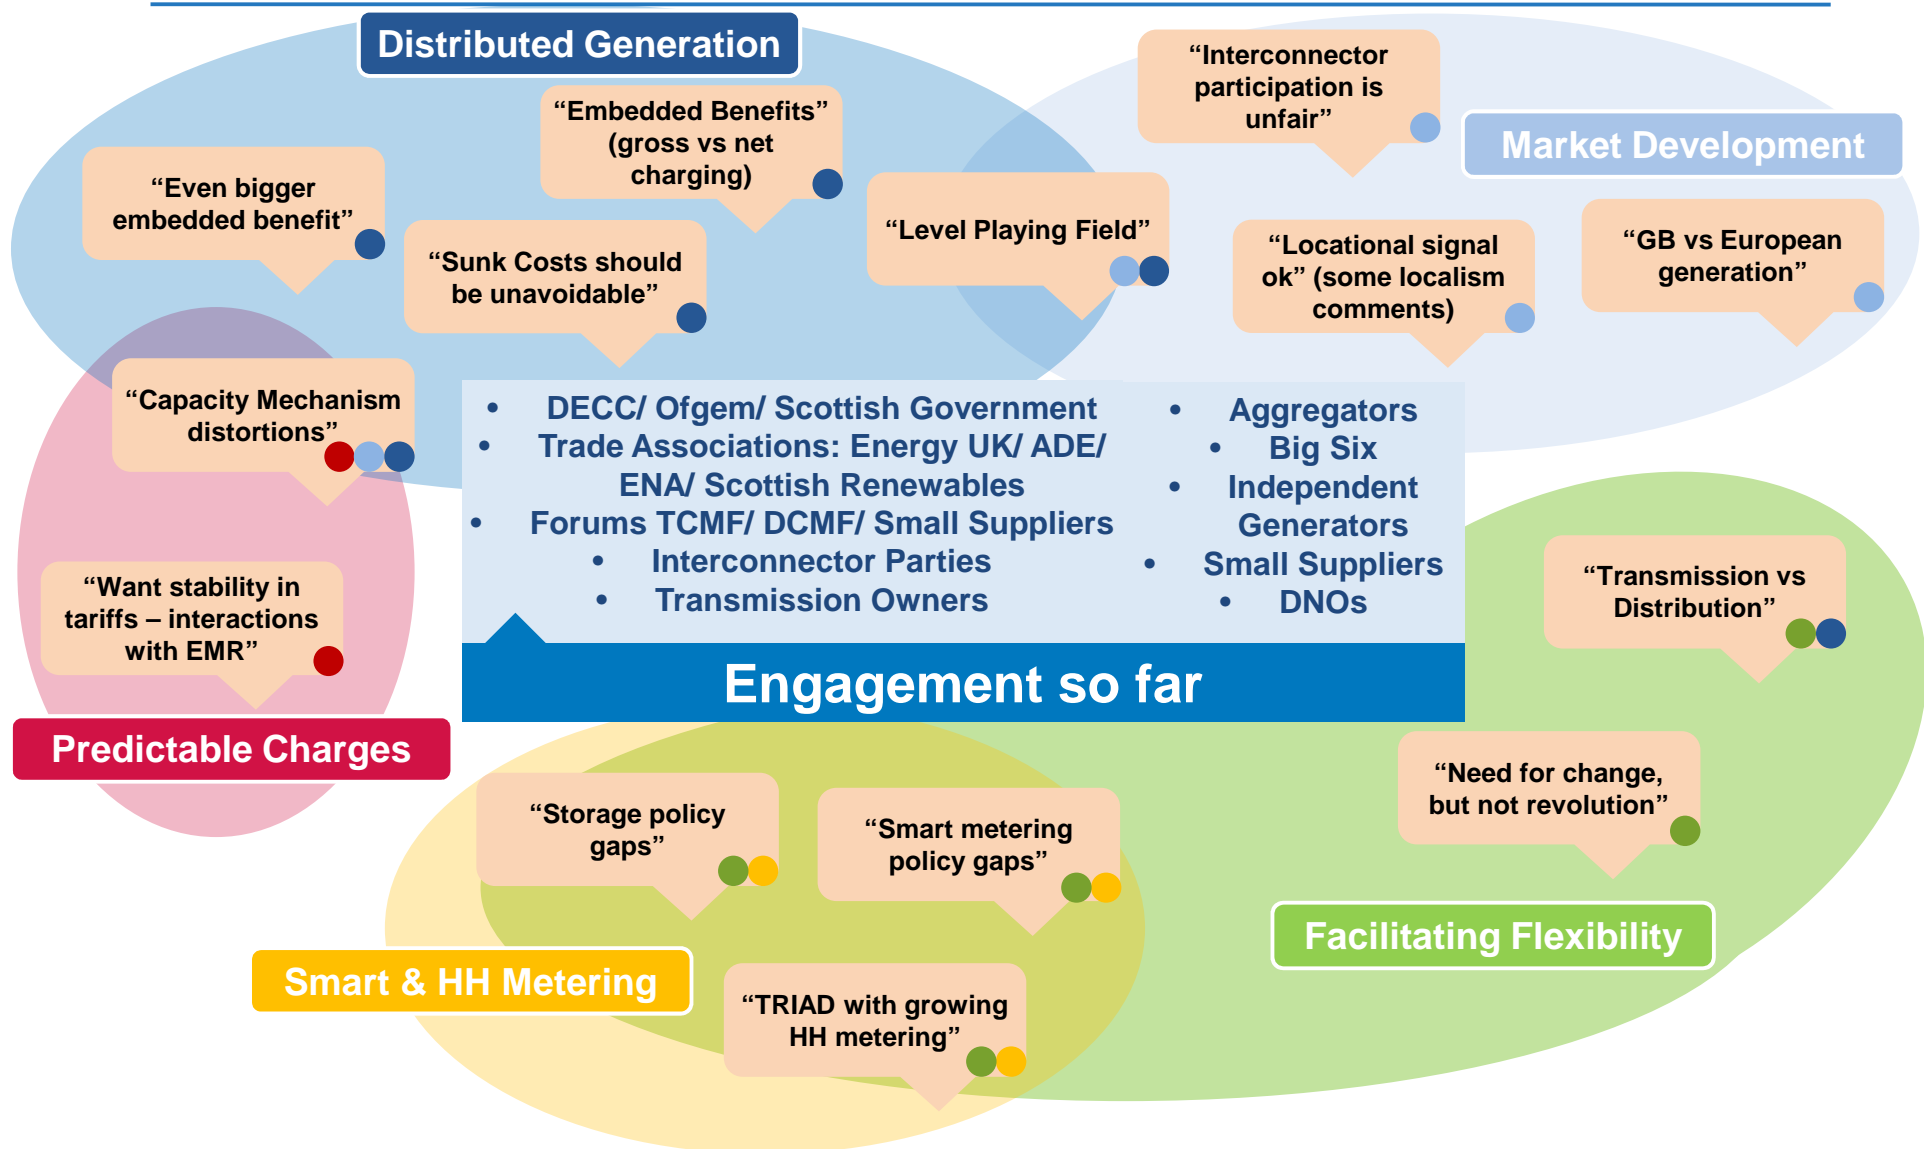 Distributed Generation
“Interconnector
participation is
unfair”
“Embedded Benefits”
(gross vs net
charging)
Market Development
“Even bigger
embedded benefit”
“Level Playing Field”
“Sunk Costs should
be unavoidable”
“Locational signal
ok” (some localism
comments)
“GB vs European
generation”
“Capacity Mechanism
distortions”
• DECC/ Ofgem/ Scottish Government
• Trade Associations: Energy UK/ ADE/
ENA/ Scottish Renewables
• Forums TCMF/ DCMF/ Small Suppliers
• Interconnector Parties
• Transmission Owners
• Aggregators
• Big Six
• Independent
Generators
• Small Suppliers
• DNOs
“Want stability in
tariffs – interactions
with EMR”
“Transmission vs
Distribution”
Engagement so far
Predictable Charges
“Need for change,
but not revolution”
“Storage policy
gaps”
“Smart metering
policy gaps”
Facilitating Flexibility
Smart & HH Metering
“TRIAD with growing
HH metering”